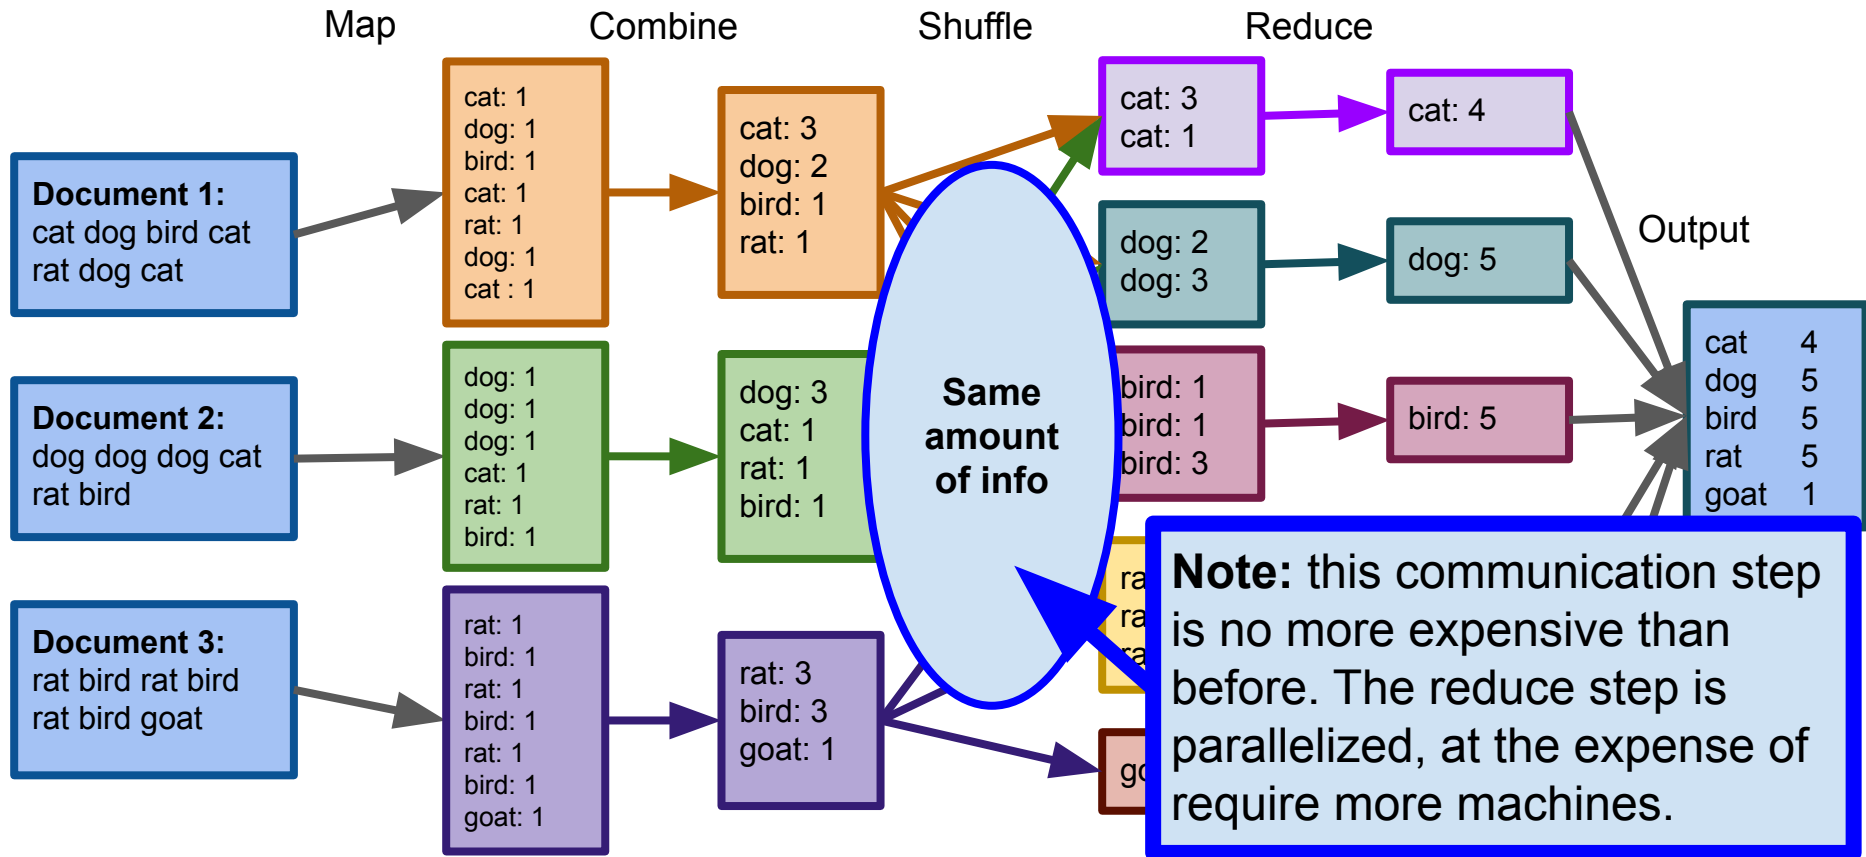 Map
Combine
Shuffle
Reduce
Document 1:
cat dog bird cat
rat dog cat
Document 2:
dog dog dog cat
rat bird
Document 3:
rat bird rat bird
rat bird goat
cat: 1
dog: 1
bird: 1
cat: 1
rat: 1
dog: 1
cat : 1
dog: 1
dog: 1
dog: 1
cat: 1
rat: 1
bird: 1
rat: 1
bird: 1
rat: 1
bird: 1
rat: 1
bird: 1
goat: 1
cat: 3
dog: 2
bird: 1
rat: 1
dog: 3
cat: 1
rat: 1
bird: 1
rat: 3
bird: 3
goat: 1
Same
amount
of info
cat: 3
cat: 1
dog: 2
dog: 3
bird: 1
bird: 1
bird: 3
cat: 4
dog: 5
bird: 5
Output
cat 4
dog 5
bird 5
rat 5
goat 1
Note: this communication step
is no more expensive than
before. The reduce step is
parallelized, at the expense of
require more machines.